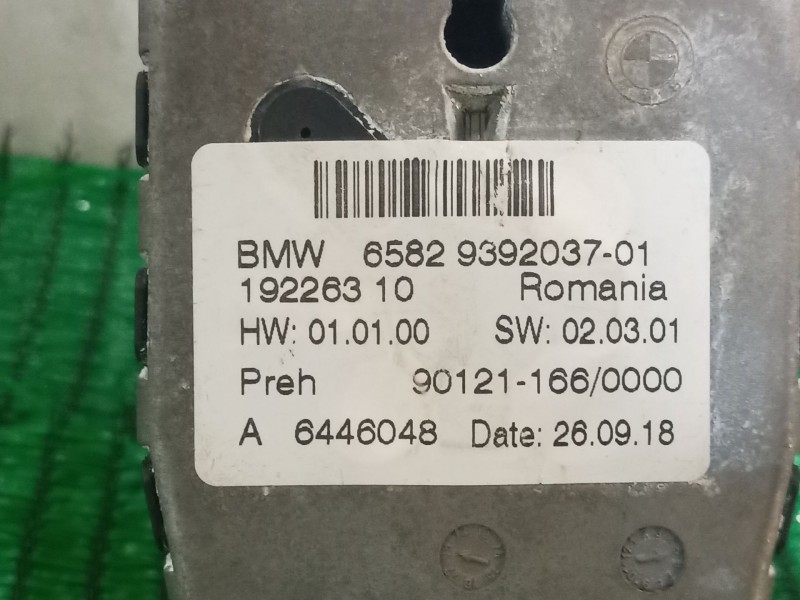 BMW 6582 9392037-01
192263 10 Romania
HW: 01.01.00 SW: 02.03.01
Preh 90121-166/0000
A 6446048 Date: 26.09.18